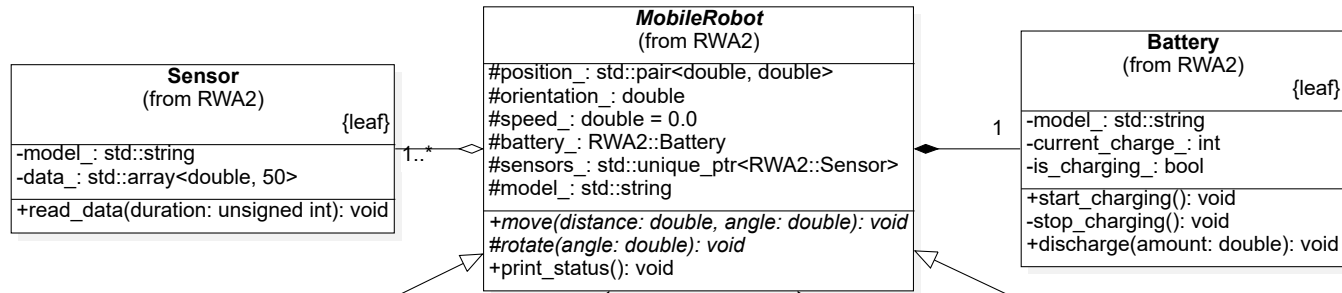 Sensor
(from RWA2)
{leaf}
-model_: std::string
-data_: std::array<double, 50>
+read_data(duration: unsigned int): void
1..*
MobileRobot
(from RWA2)
#position_: std::pair<double, double>
#orientation_: double
#speed_: double = 0.0
#battery_: RWA2::Battery
#sensors_: std::unique_ptr<RWA2::Sensor>
#model_: std::string
+move(distance: double, angle: double): void
#rotate(angle: double): void
+print_status(): void
1
Battery
(from RWA2)
{leaf}
-model_: std::string
-current_charge_: int
-is_charging_: bool
+start_charging(): void
-stop_charging(): void
+discharge(amount: double): void